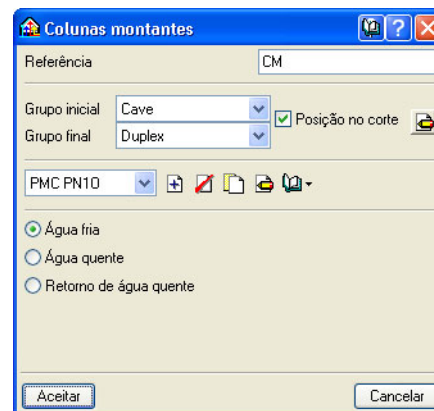 Colunas montantes
Referência CM
Grupo inicial Cave
Posição no corte
Grupo final Duplex
PMC PN10
Água fria
Água quente
Retorno de água quente
Aceitar Cancelar